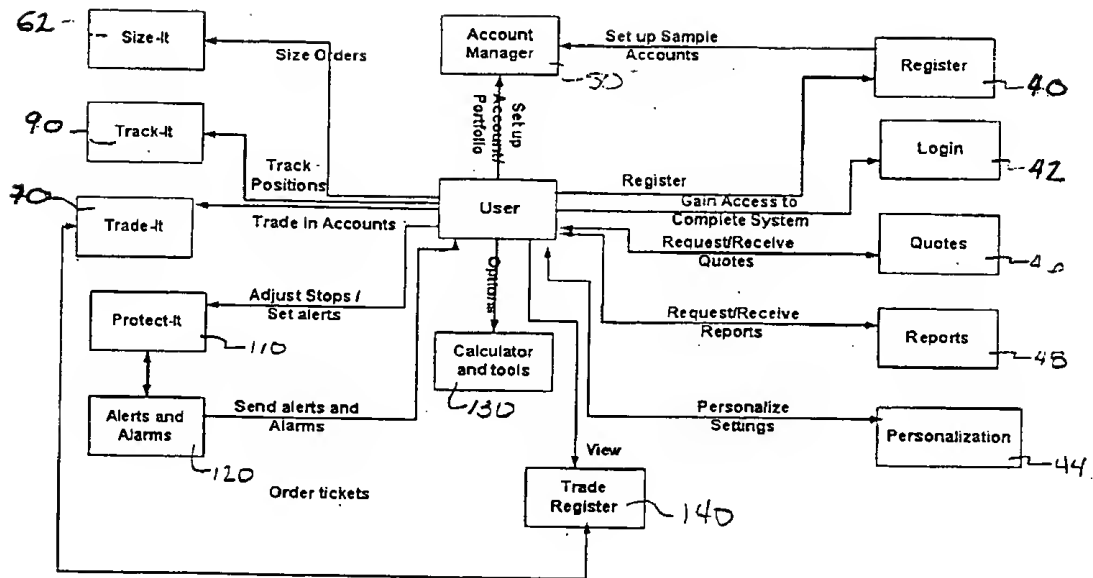 62
Size-It
Size Orders
Account
Manager
50
Set up Sample
Accounts
Register
40
90
Track-It
Track
Positions
Set up
Account/
Portfolio
Login
42
70
Trade-It
Trade In Accounts
User
Register
Gain Access to
Complete System
Request/Receive
Quotes
Quotes
Adjust Stops /
Set alerts
Protect-It
110
Options
Calculator
and tools
130
Request/Receive
Reports
Reports
48
Alerts and
Alarms
120
Send alerts and
Alarms
Personalize
Settings
Personalization
44
View
Order tickets
Trade
Register
140